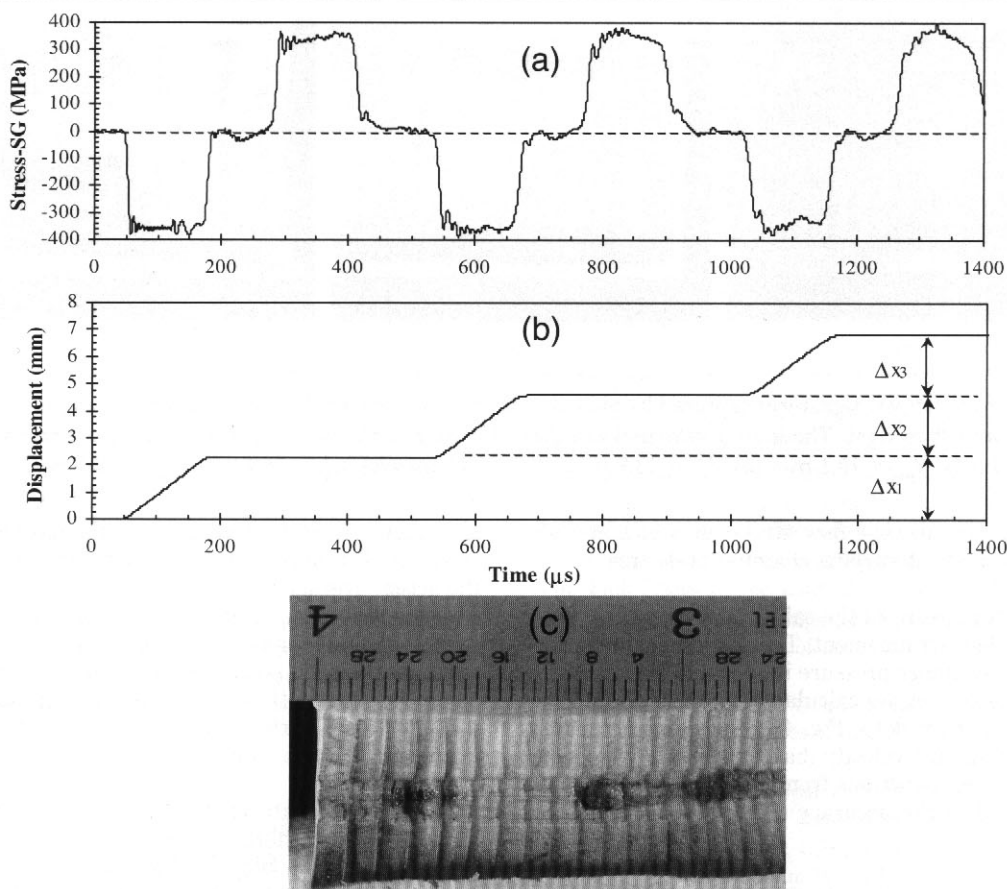 400
300
200
100
0
-100
-200
-300
-400
Stress-SG (MPa)
(a)
0 200 400 600 800 1000 1200 1400
8
7
6
5
4
3
2
1
0
Displacement (mm)
(b)
Δx3
Δx2
Δx1
0 200 400 600 800 1000 1200 1400
Time (μs)
(c)
4 3 EEL
28 24 20 16 12 8 4 28 24